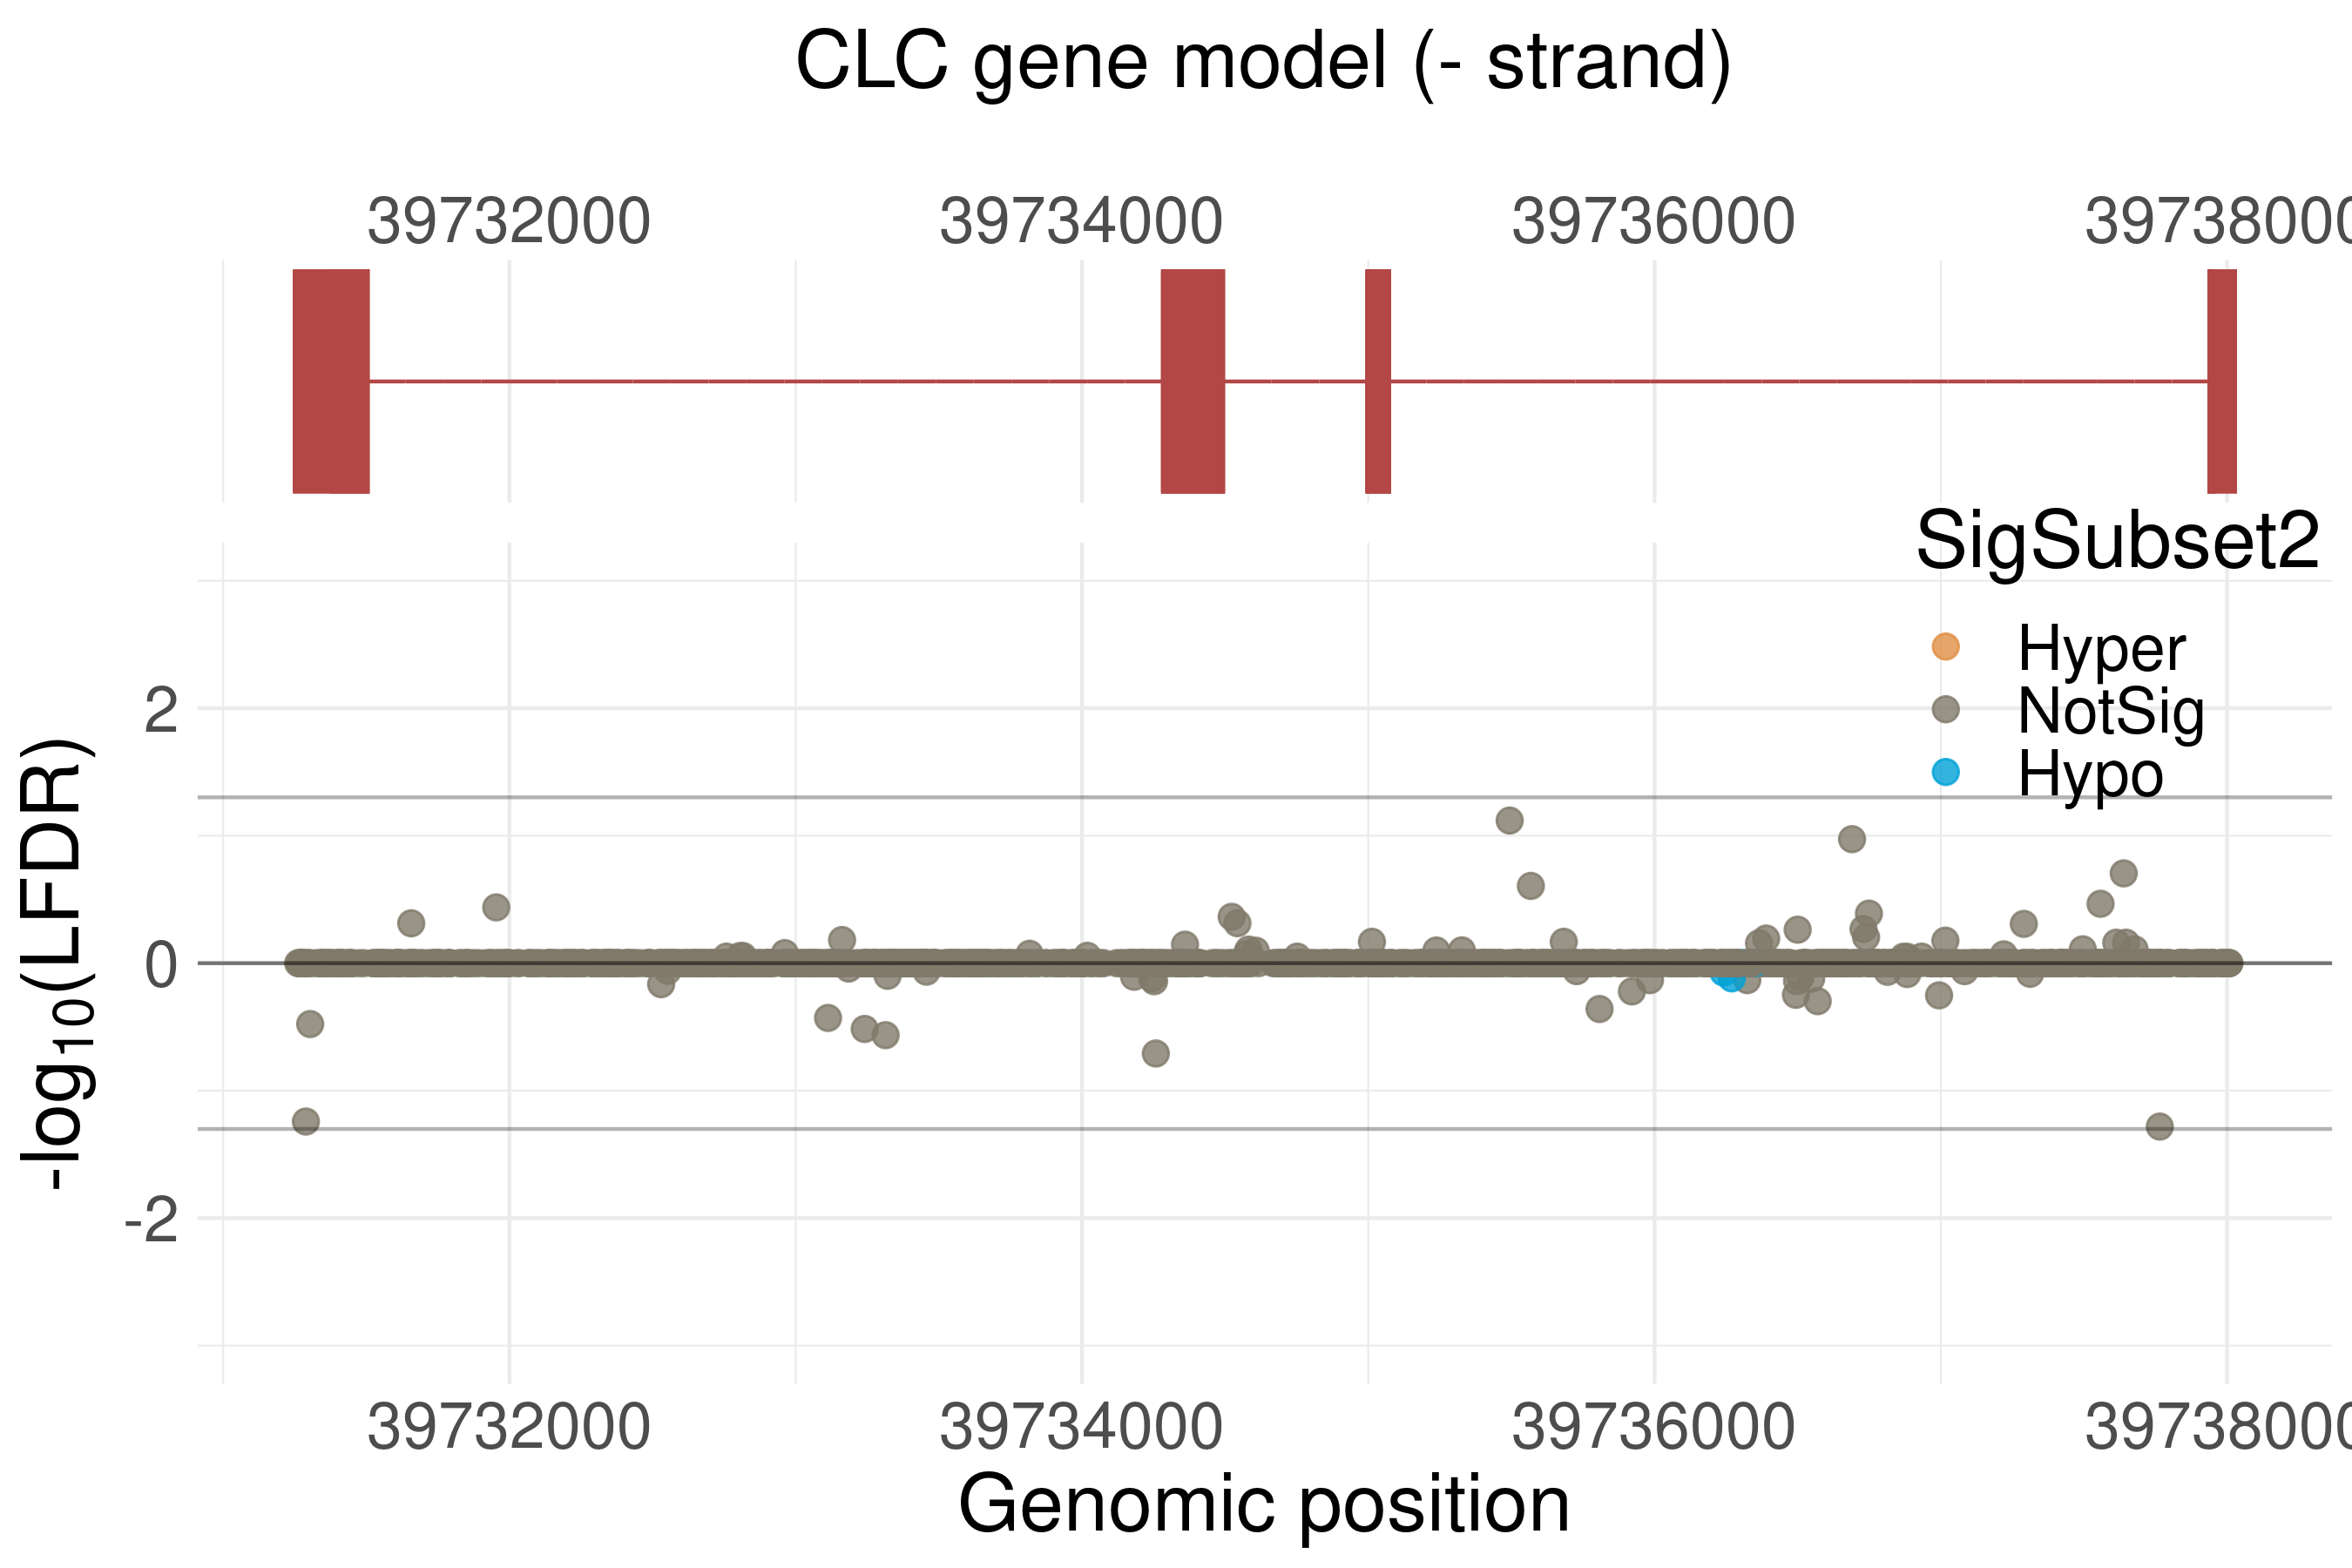 CLC gene model (- strand)
39732000 39734000 39736000 39738000
SigSubset2
Hyper
NotSig
Hypo
2
0
-2
-log10(LFDR)
39732000 39734000 39736000 39738000
Genomic position